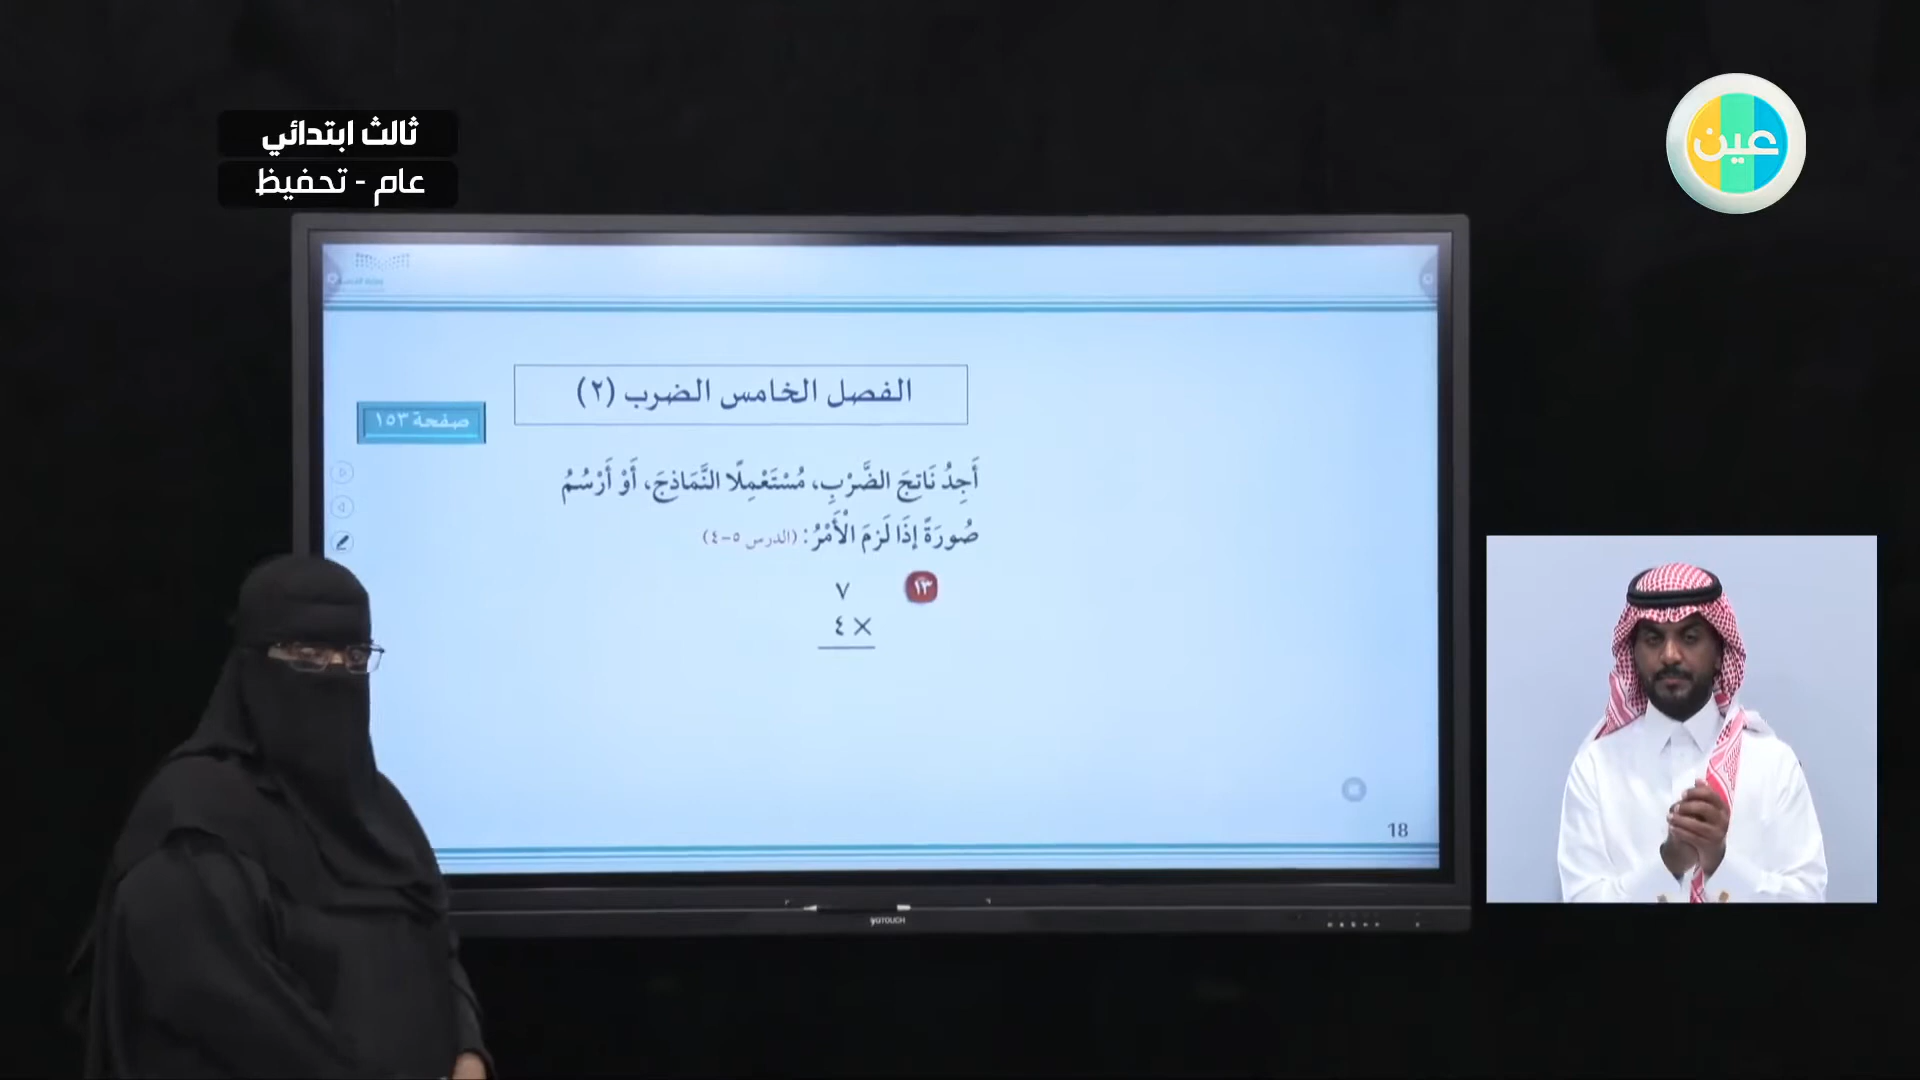 ثالث ابتدائي
عام - تحفيظ
عين
الفصل الخامس الضرب (٢)
صفحة ١٥٣
أَجِدُ نَاتِجَ الضَّرْبِ، مُسْتَعْمِلًا النَّمَاذِجَ، أَوْ أَرْسُمُ
صُورَةً إِذَا لَزِمَ الْأَمْرُ: (الدرس ٥-٤)
١٣
٧
× ٤
18
YOTOUCH